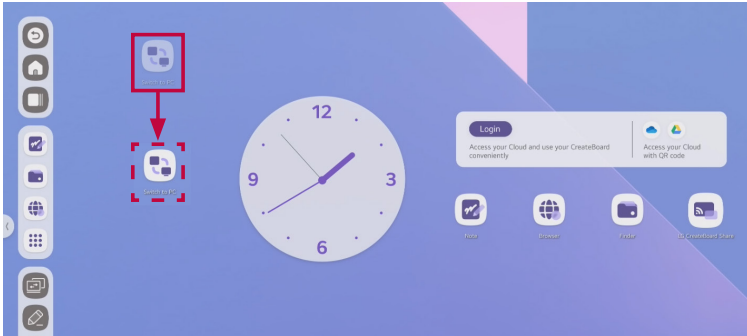 Switch to PC
Switch to PC
12
3
6
9
Login
Access your Cloud and use your CreateBoard
conveniently
Access your Cloud
with QR code
Note
Browser
Finder
LG CreateBoard Share